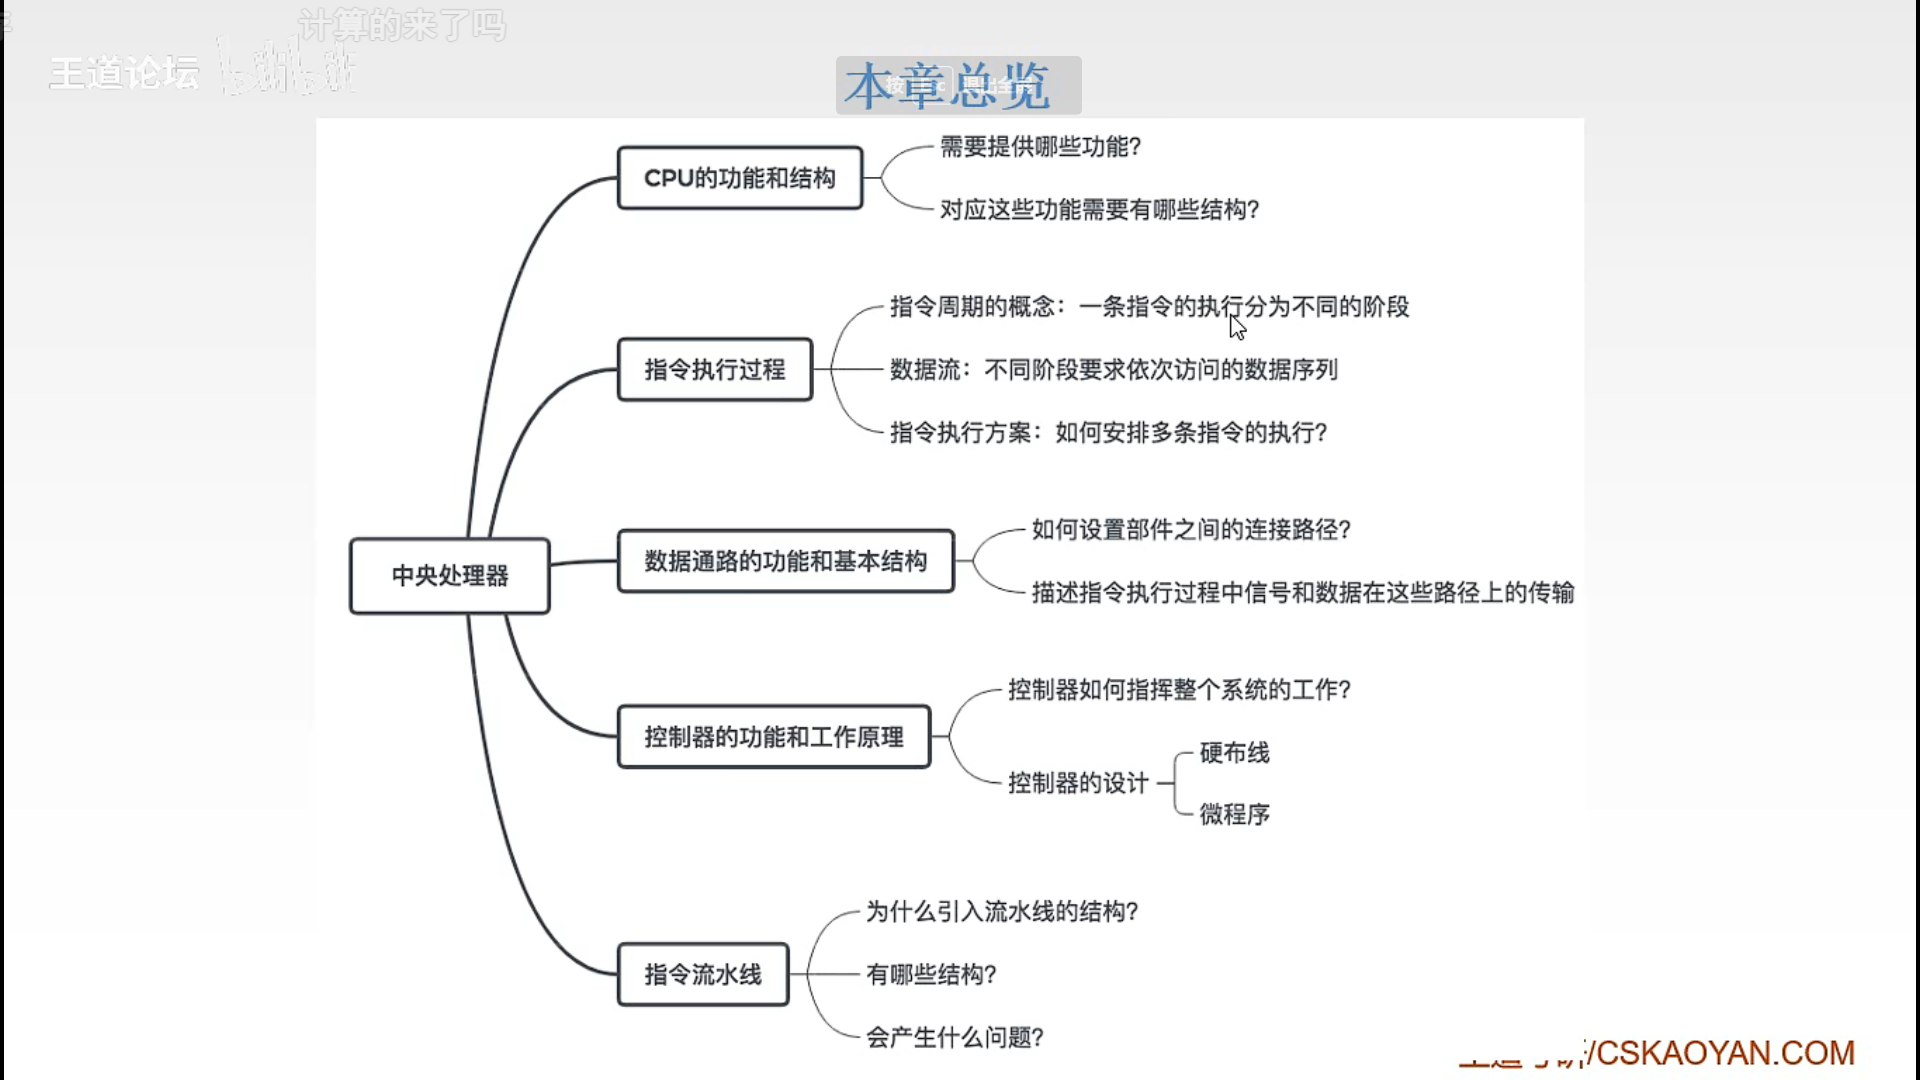 计算的来了吗
王道论坛 bilibili
本章总览
CPU的功能和结构
需要提供哪些功能?
对应这些功能需要有哪些结构?
指令执行过程
指令周期的概念：一条指令的执行分为不同的阶段
数据流：不同阶段要求依次访问的数据序列
指令执行方案：如何安排多条指令的执行?
中央处理器
数据通路的功能和基本结构
如何设置部件之间的连接路径?
描述指令执行过程中信号和数据在这些路径上的传输
控制器的功能和工作原理
控制器如何指挥整个系统的工作?
控制器的设计
硬布线
微程序
指令流水线
为什么引入流水线的结构?
有哪些结构?
会产生什么问题?
/CSKAOYAN.COM